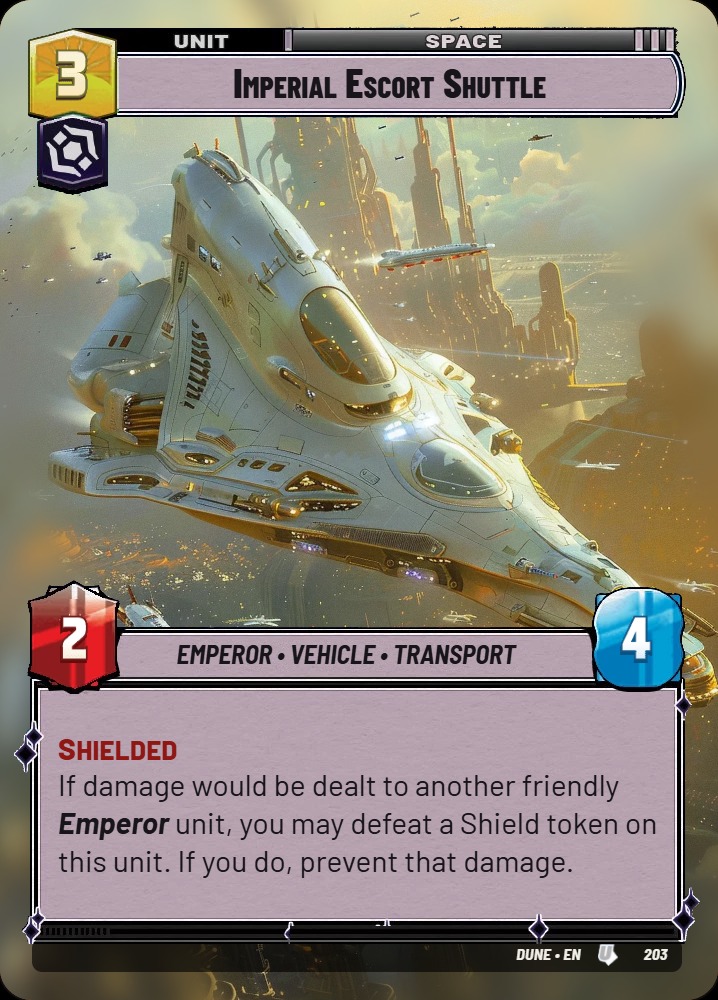 UNIT
SPACE
3
IMPERIAL ESCORT SHUTTLE
2
EMPEROR • VEHICLE • TRANSPORT
4
SHIELDED
If damage would be dealt to another friendly
Emperor unit, you may defeat a Shield token on
this unit. If you do, prevent that damage.
DUNE • EN U 203